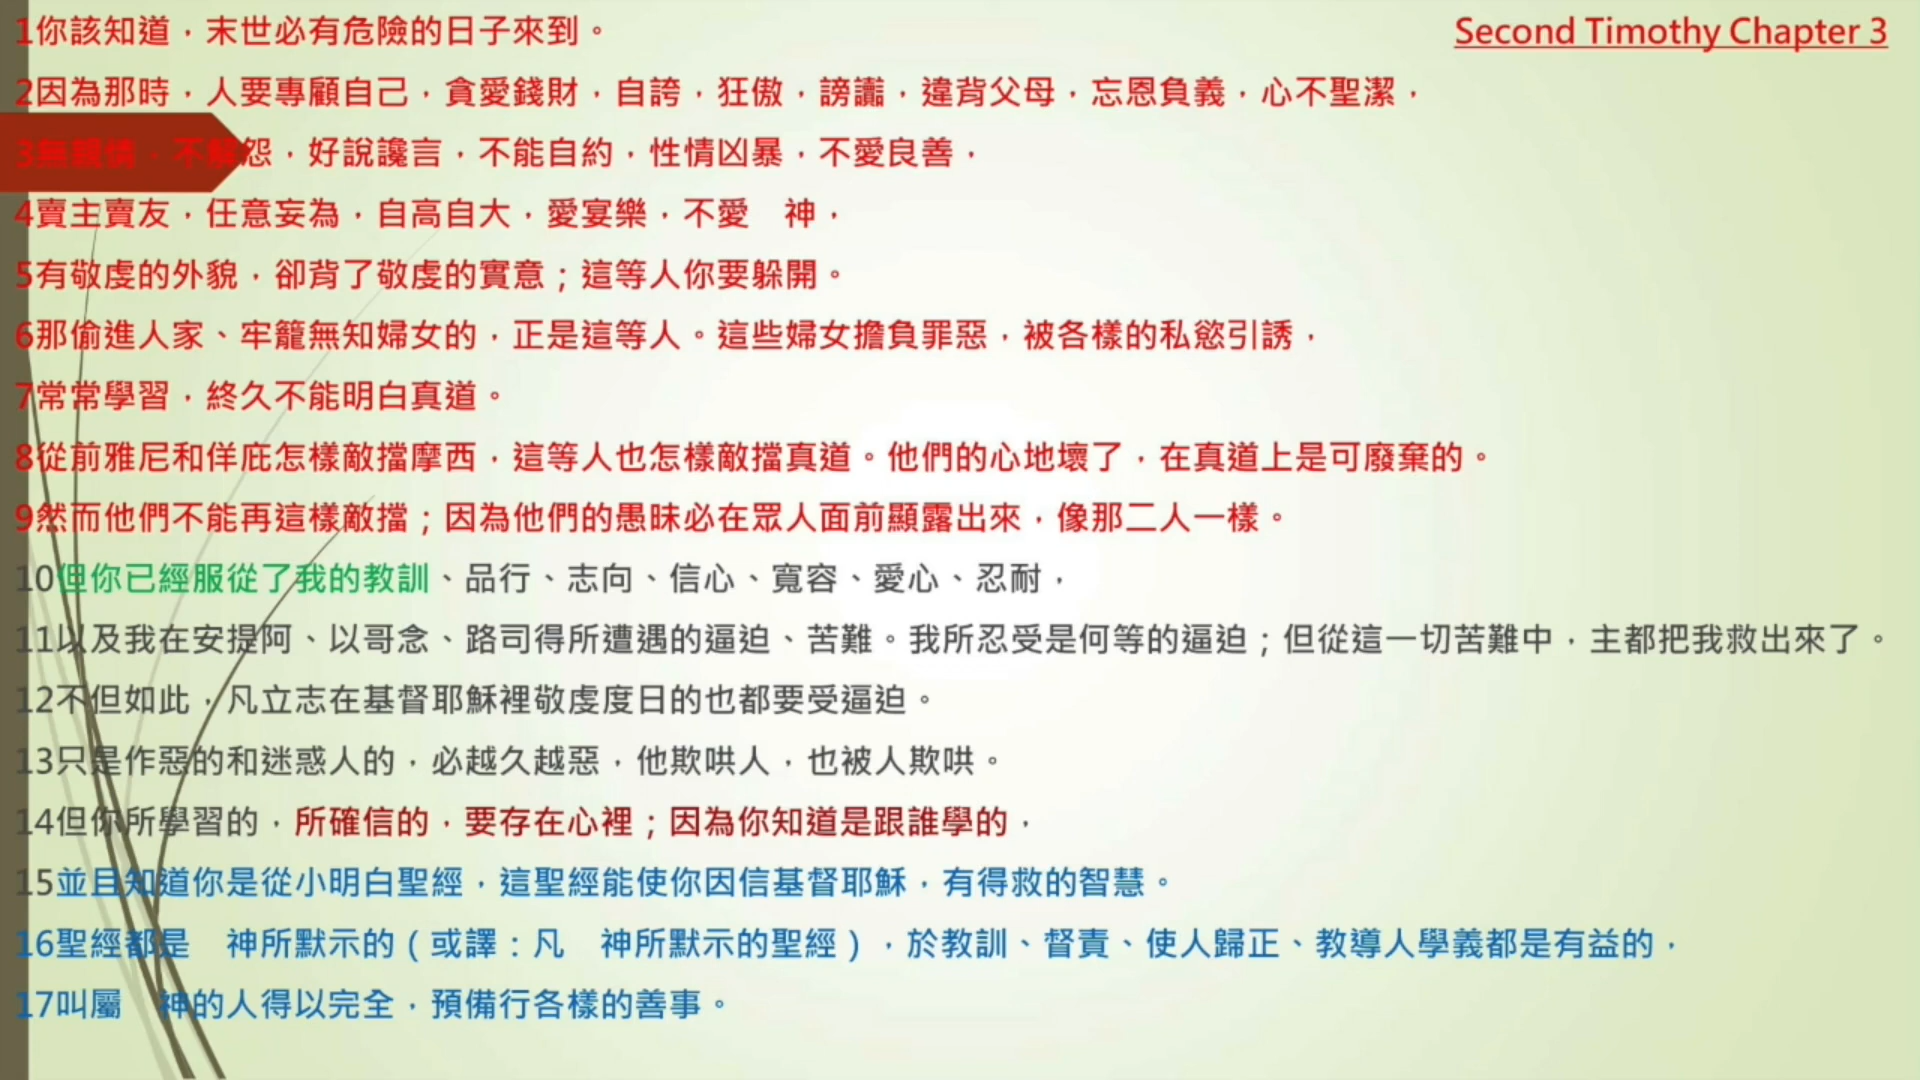 Second Timothy Chapter 3
1你該知道，末世必有危險的日子來到。
2因為那時，人要專顧自己，貪愛錢財，自誇，狂傲，謗讟，違背父母，忘恩負義，心不聖潔，
3無親情，不解怨，好說讒言，不能自約，性情凶暴，不愛良善，
4賣主賣友，任意妄為，自高自大，愛宴樂，不愛　神，
5有敬虔的外貌，卻背了敬虔的實意；這等人你要躲開。
6那偷進人家、牢籠無知婦女的，正是這等人。這些婦女擔負罪惡，被各樣的私慾引誘，
7常常學習，終久不能明白真道。
8從前雅尼和佯庇怎樣敵擋摩西，這等人也怎樣敵擋真道。他們的心地壞了，在真道上是可廢棄的。
9然而他們不能再這樣敵擋；因為他們的愚昧必在眾人面前顯露出來，像那二人一樣。
10但你已經服從了我的教訓、品行、志向、信心、寬容、愛心、忍耐，
11以及我在安提阿、以哥念、路司得所遭遇的逼迫、苦難。我所忍受是何等的逼迫；但從這一切苦難中，主都把我救出來了。
12不但如此，凡立志在基督耶穌裡敬虔度日的也都要受逼迫。
13只是作惡的和迷惑人的，必越久越惡，他欺哄人，也被人欺哄。
14但你所學習的，所確信的，要存在心裡；因為你知道是跟誰學的，
15並且知道你是從小明白聖經，這聖經能使你因信基督耶穌，有得救的智慧。
16聖經都是　神所默示的（或譯：凡　神所默示的聖經），於教訓、督責、使人歸正、教導人學義都是有益的，
17叫屬　神的人得以完全，預備行各樣的善事。